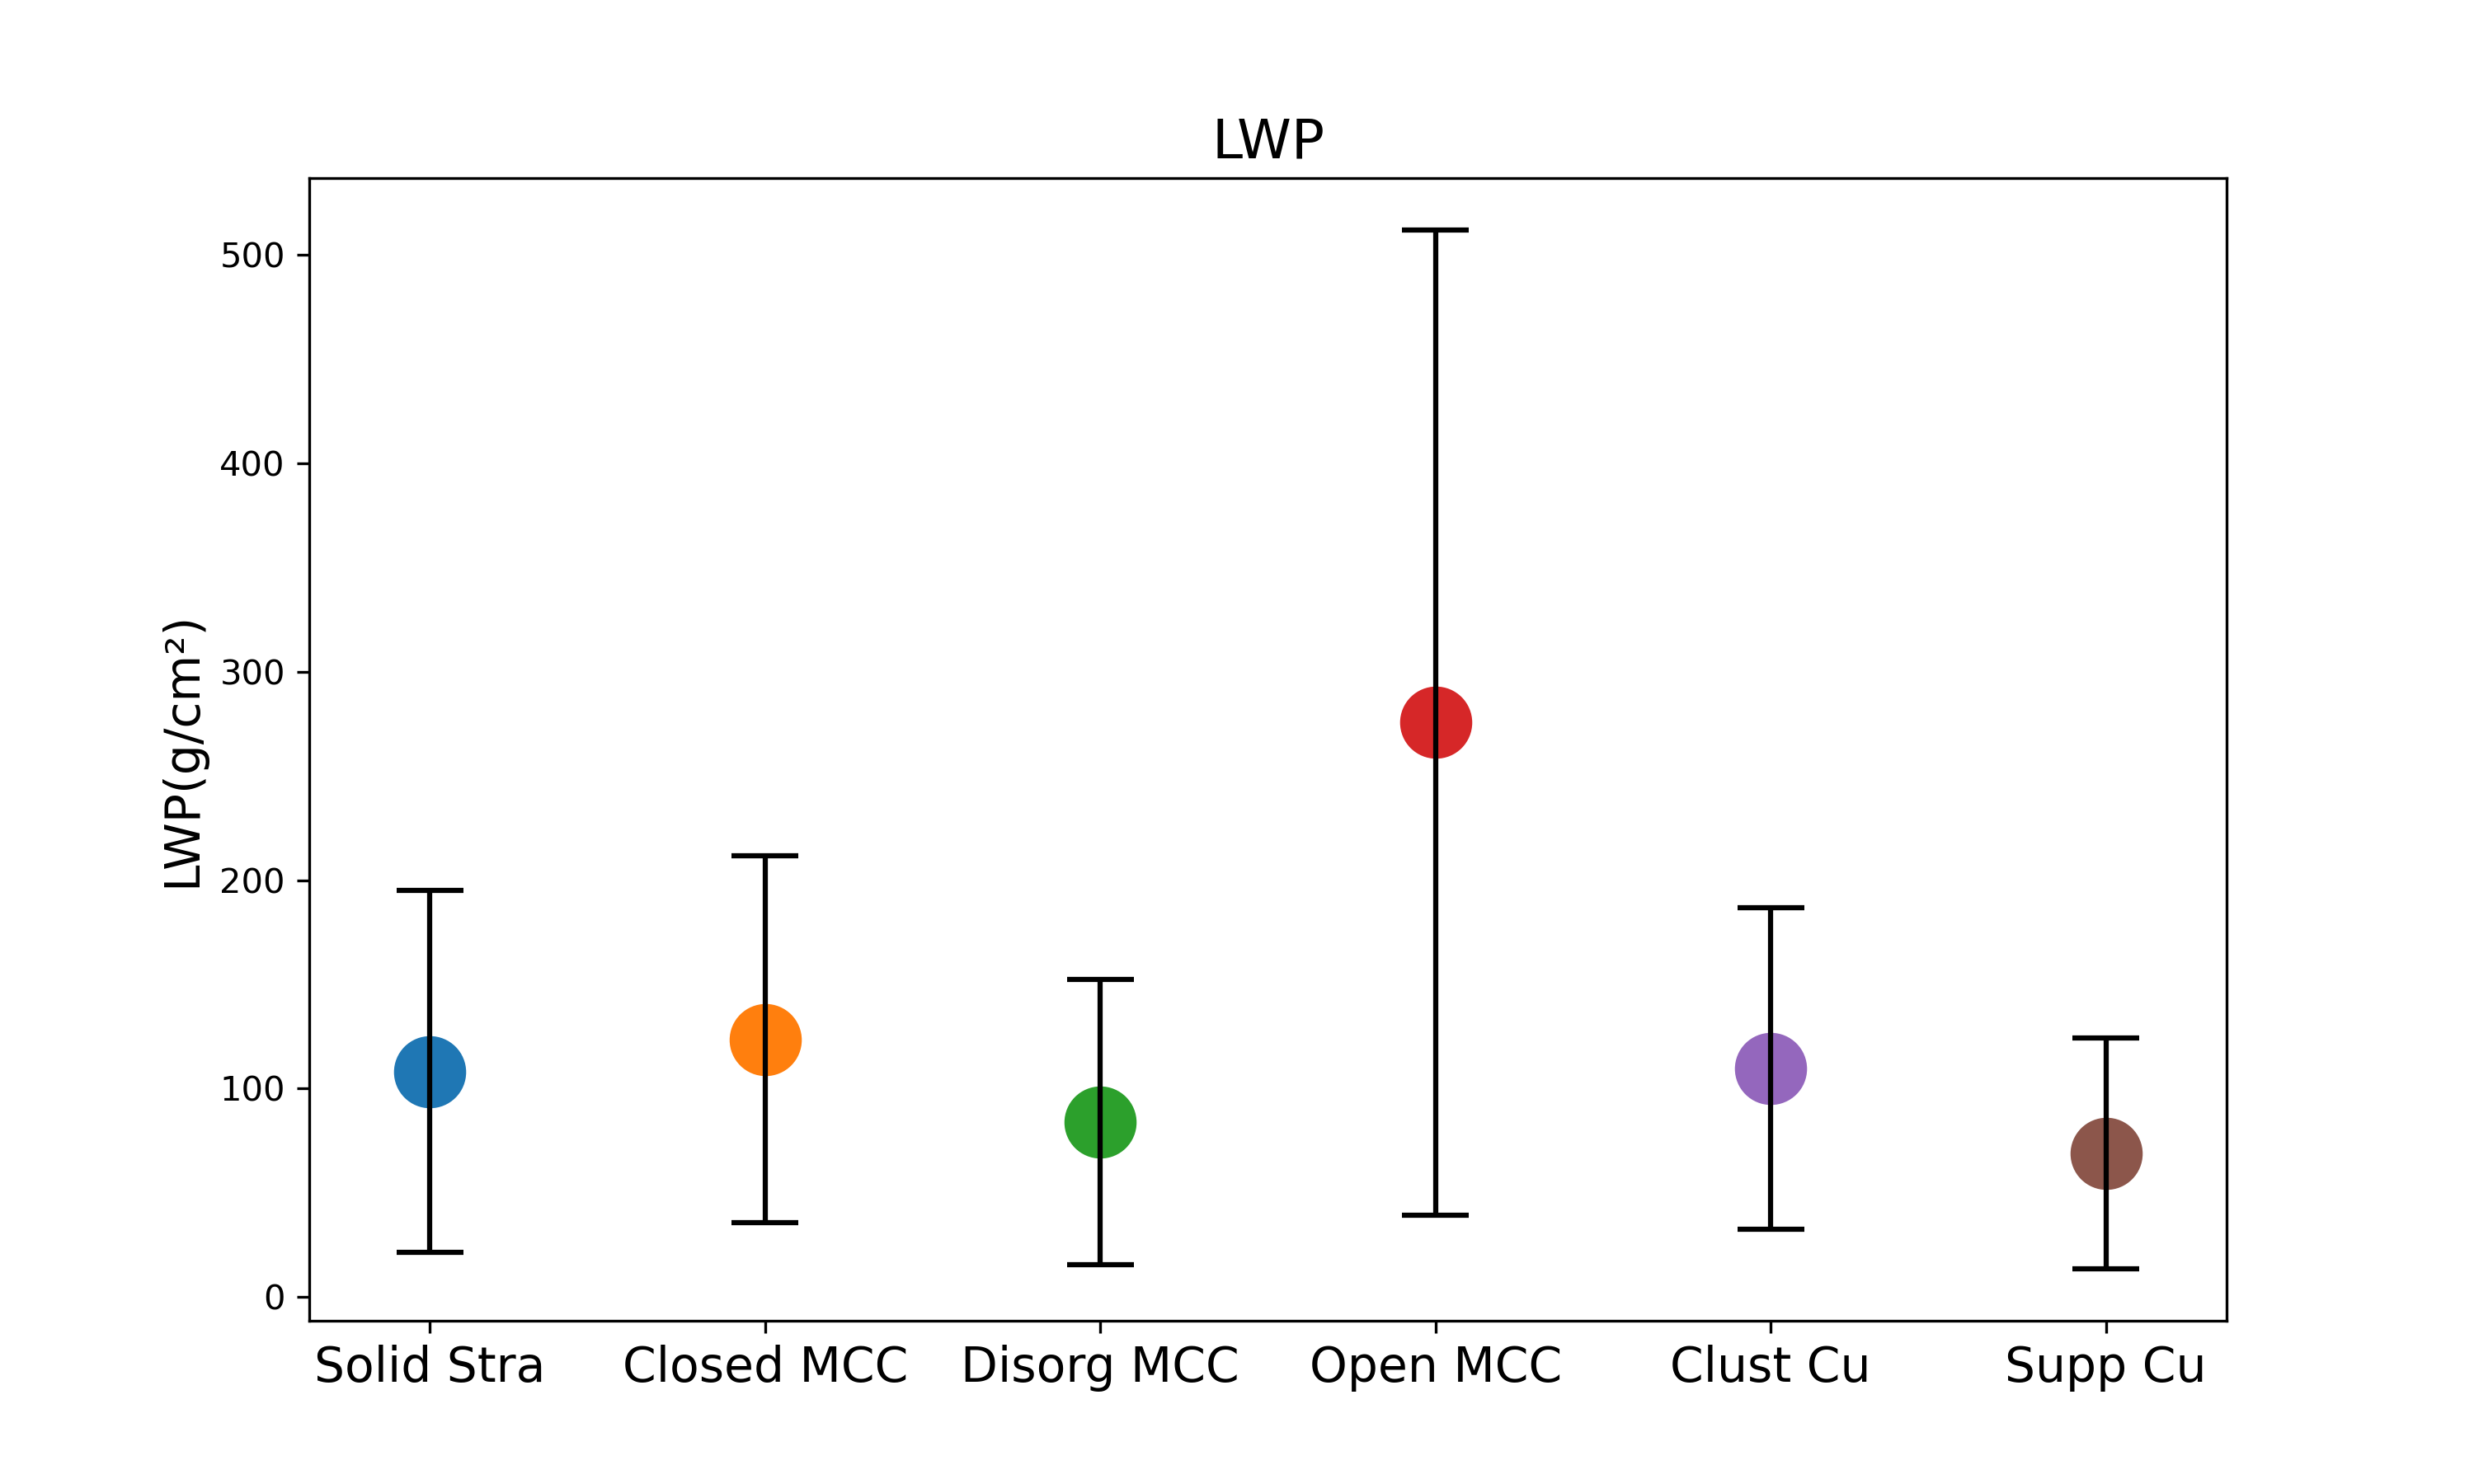 LWP
LWP(g/cm²)
500
400
300
200
100
0
Solid Stra Closed MCC Disorg MCC Open MCC Clust Cu Supp Cu